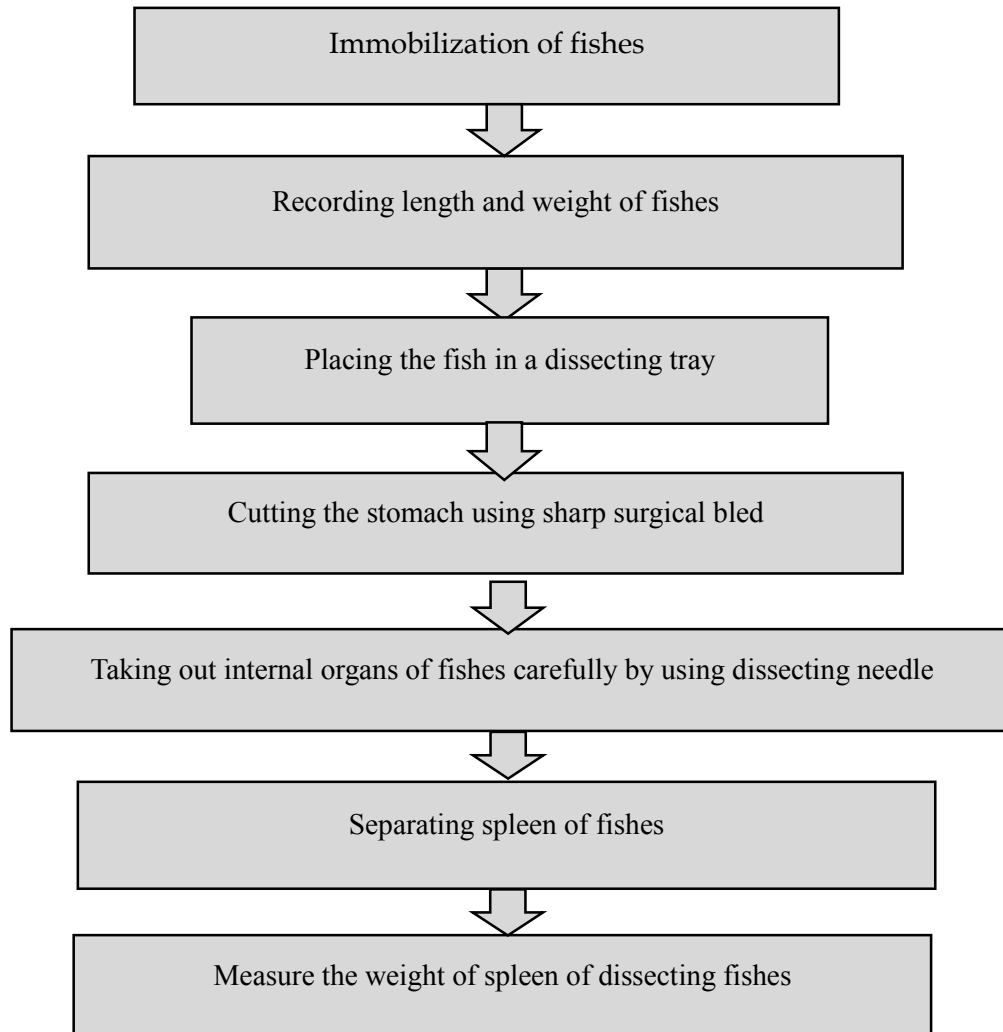 Immobilization of fishes
Recording length and weight of fishes
Placing the fish in a dissecting tray
Cutting the stomach using sharp surgical bled
Taking out internal organs of fishes carefully by using dissecting needle
Separating spleen of fishes
Measure the weight of spleen of dissecting fishes